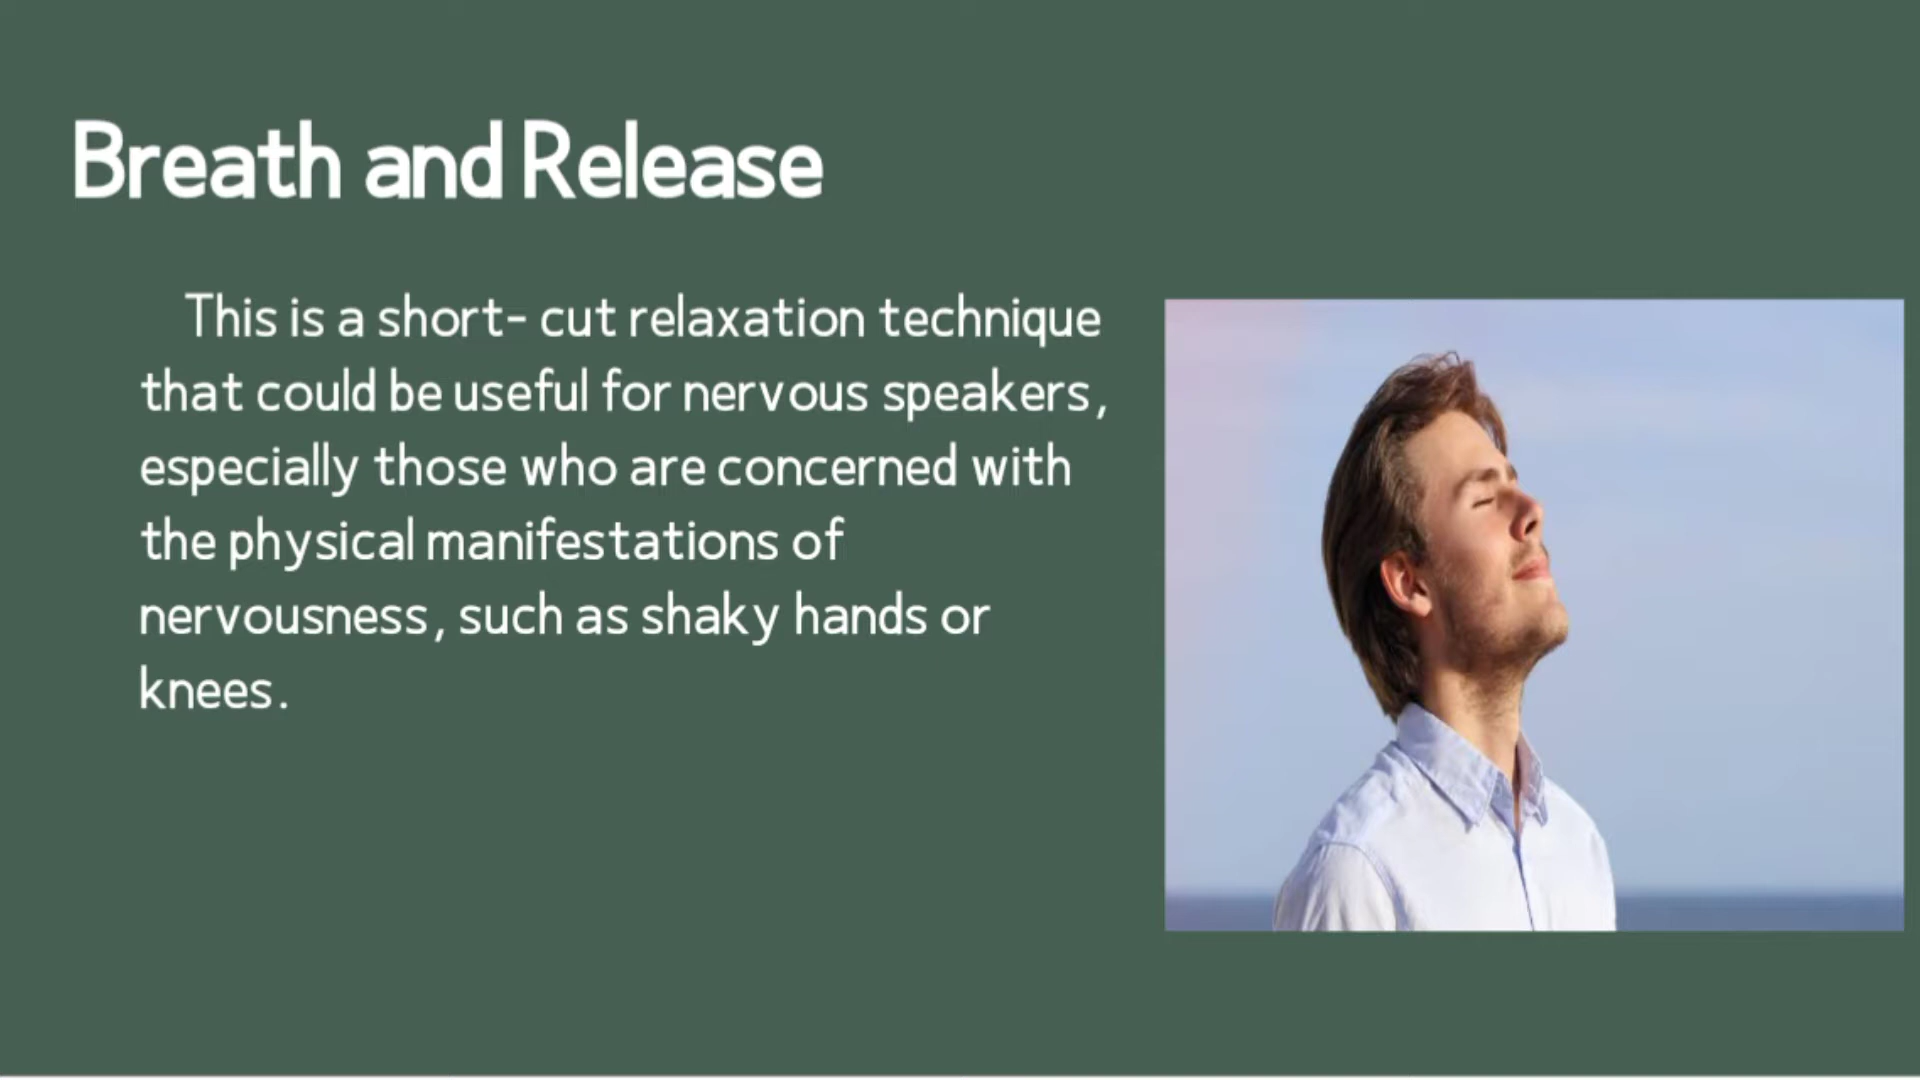 Breath and Release
This is a short- cut relaxation technique
that could be useful for nervous speakers,
especially those who are concerned with
the physical manifestations of
nervousness, such as shaky hands or
knees.